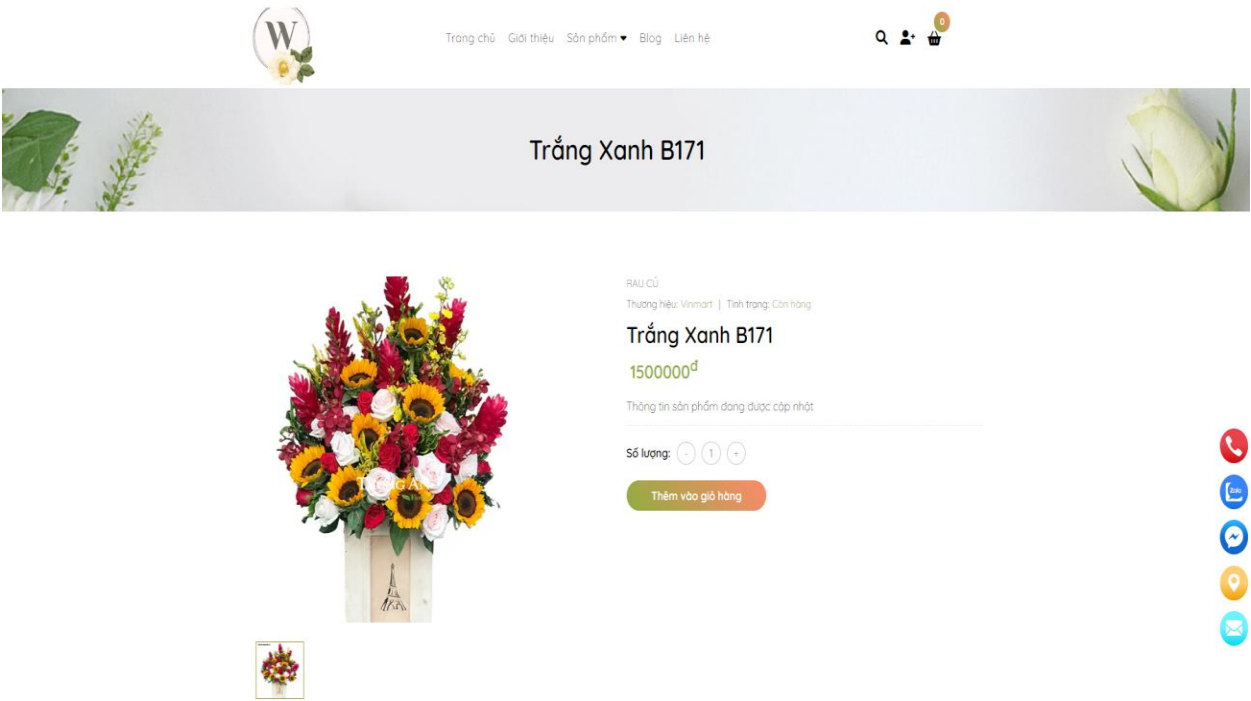 W
0
Trang chủ Giới thiệu Sản phẩm Blog Liên hệ
Trắng Xanh B171
RAU CỦ
Thương hiệu: Vinmart | Tình trạng: Còn hàng
Trắng Xanh B171
1500000đ
Thông tin sản phẩm đang được cập nhật
Số lượng: - 1 +
Thêm vào giỏ hàng
Zalo